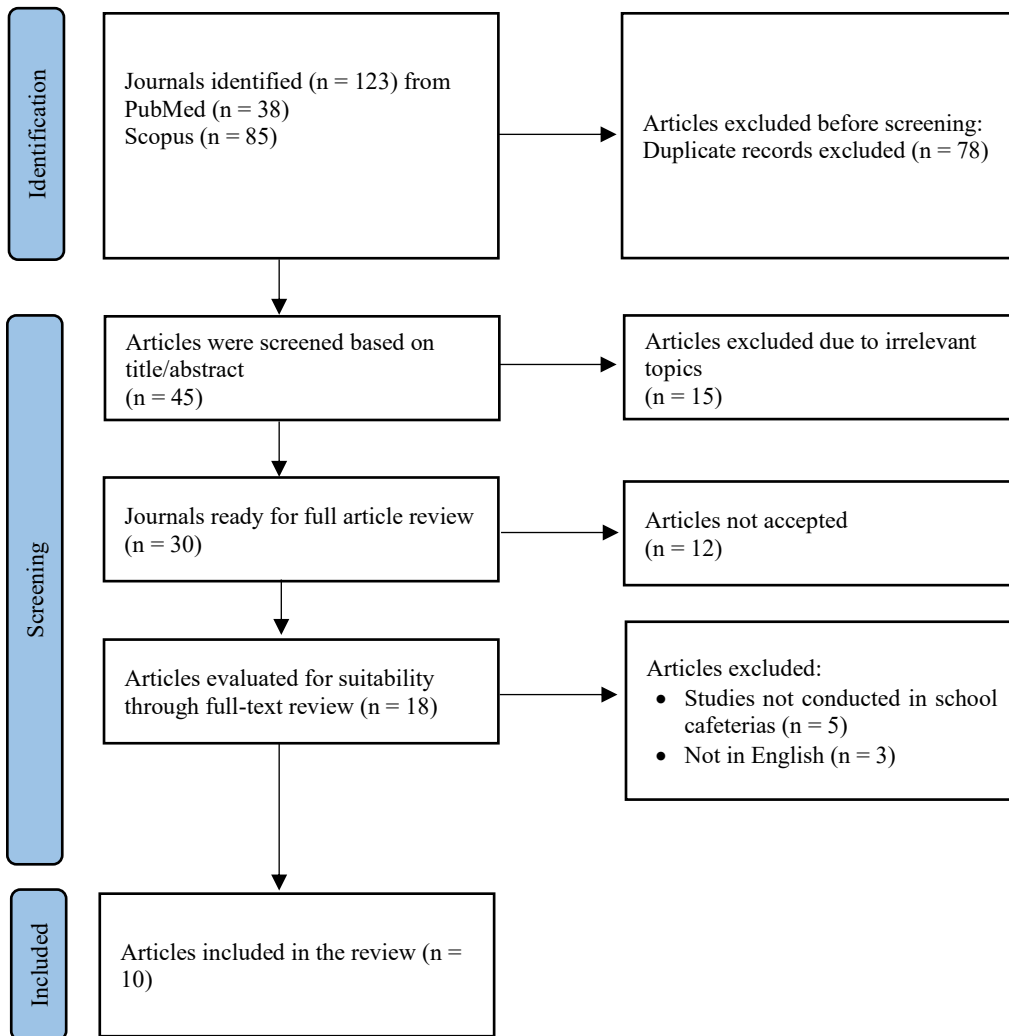 Identification
Journals identified (n = 123) from
PubMed (n = 38)
Scopus (n = 85)
Articles excluded before screening:
Duplicate records excluded (n = 78)
Screening
Articles were screened based on
title/abstract
(n = 45)
Articles excluded due to irrelevant
topics
(n = 15)
Journals ready for full article review
(n = 30)
Articles not accepted
(n = 12)
Articles evaluated for suitability
through full-text review (n = 18)
Articles excluded:
• Studies not conducted in school
cafeterias (n = 5)
• Not in English (n = 3)
Included
Articles included in the review (n =
10)